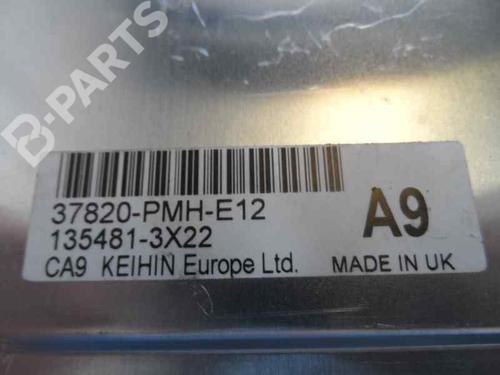 B-PARTS
37820-PMH-E12
135481-3X22
A9
CA9 KEIHIN Europe Ltd. MADE IN UK